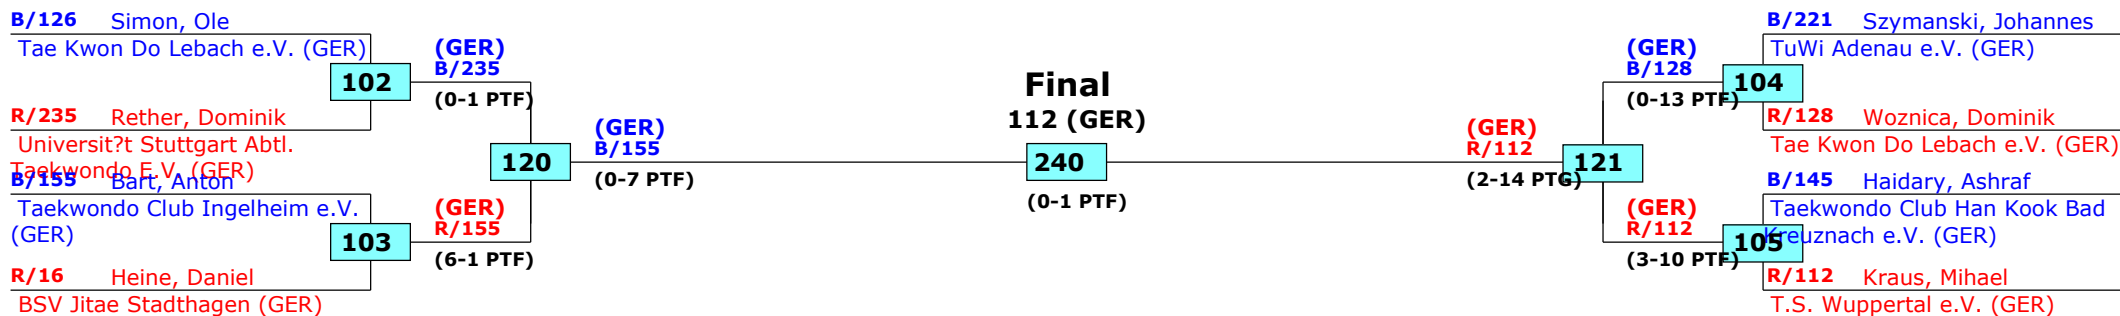 B/126 Simon, Ole
Tae Kwon Do Lebach e.V. (GER)
102
R/235 Rether, Dominik
Universit?t Stuttgart Abtl.
Taekwondo E.V. (GER)
B/155 Bart, Anton
Taekwondo Club Ingelheim e.V.
(GER)
103
R/16 Heine, Daniel
BSV Jitae Stadthagen (GER)
(GER)
B/235
(0-1 PTF)
120
(GER)
R/155
(6-1 PTF)
(GER)
B/155
(0-7 PTF)
Final
112 (GER)
240
(0-1 PTF)
(GER)
R/112
(2-14 PTG)
121
(GER)
B/128
(0-13 PTF)
(GER)
R/112
(3-10 PTF)
B/221 Szymanski, Johannes
TuWi Adenau e.V. (GER)
104
R/128 Woznica, Dominik
Tae Kwon Do Lebach e.V. (GER)
B/145 Haidary, Ashraf
Taekwondo Club Han Kook Bad
Kreuznach e.V. (GER)
105
R/112 Kraus, Mihael
T.S. Wuppertal e.V. (GER)